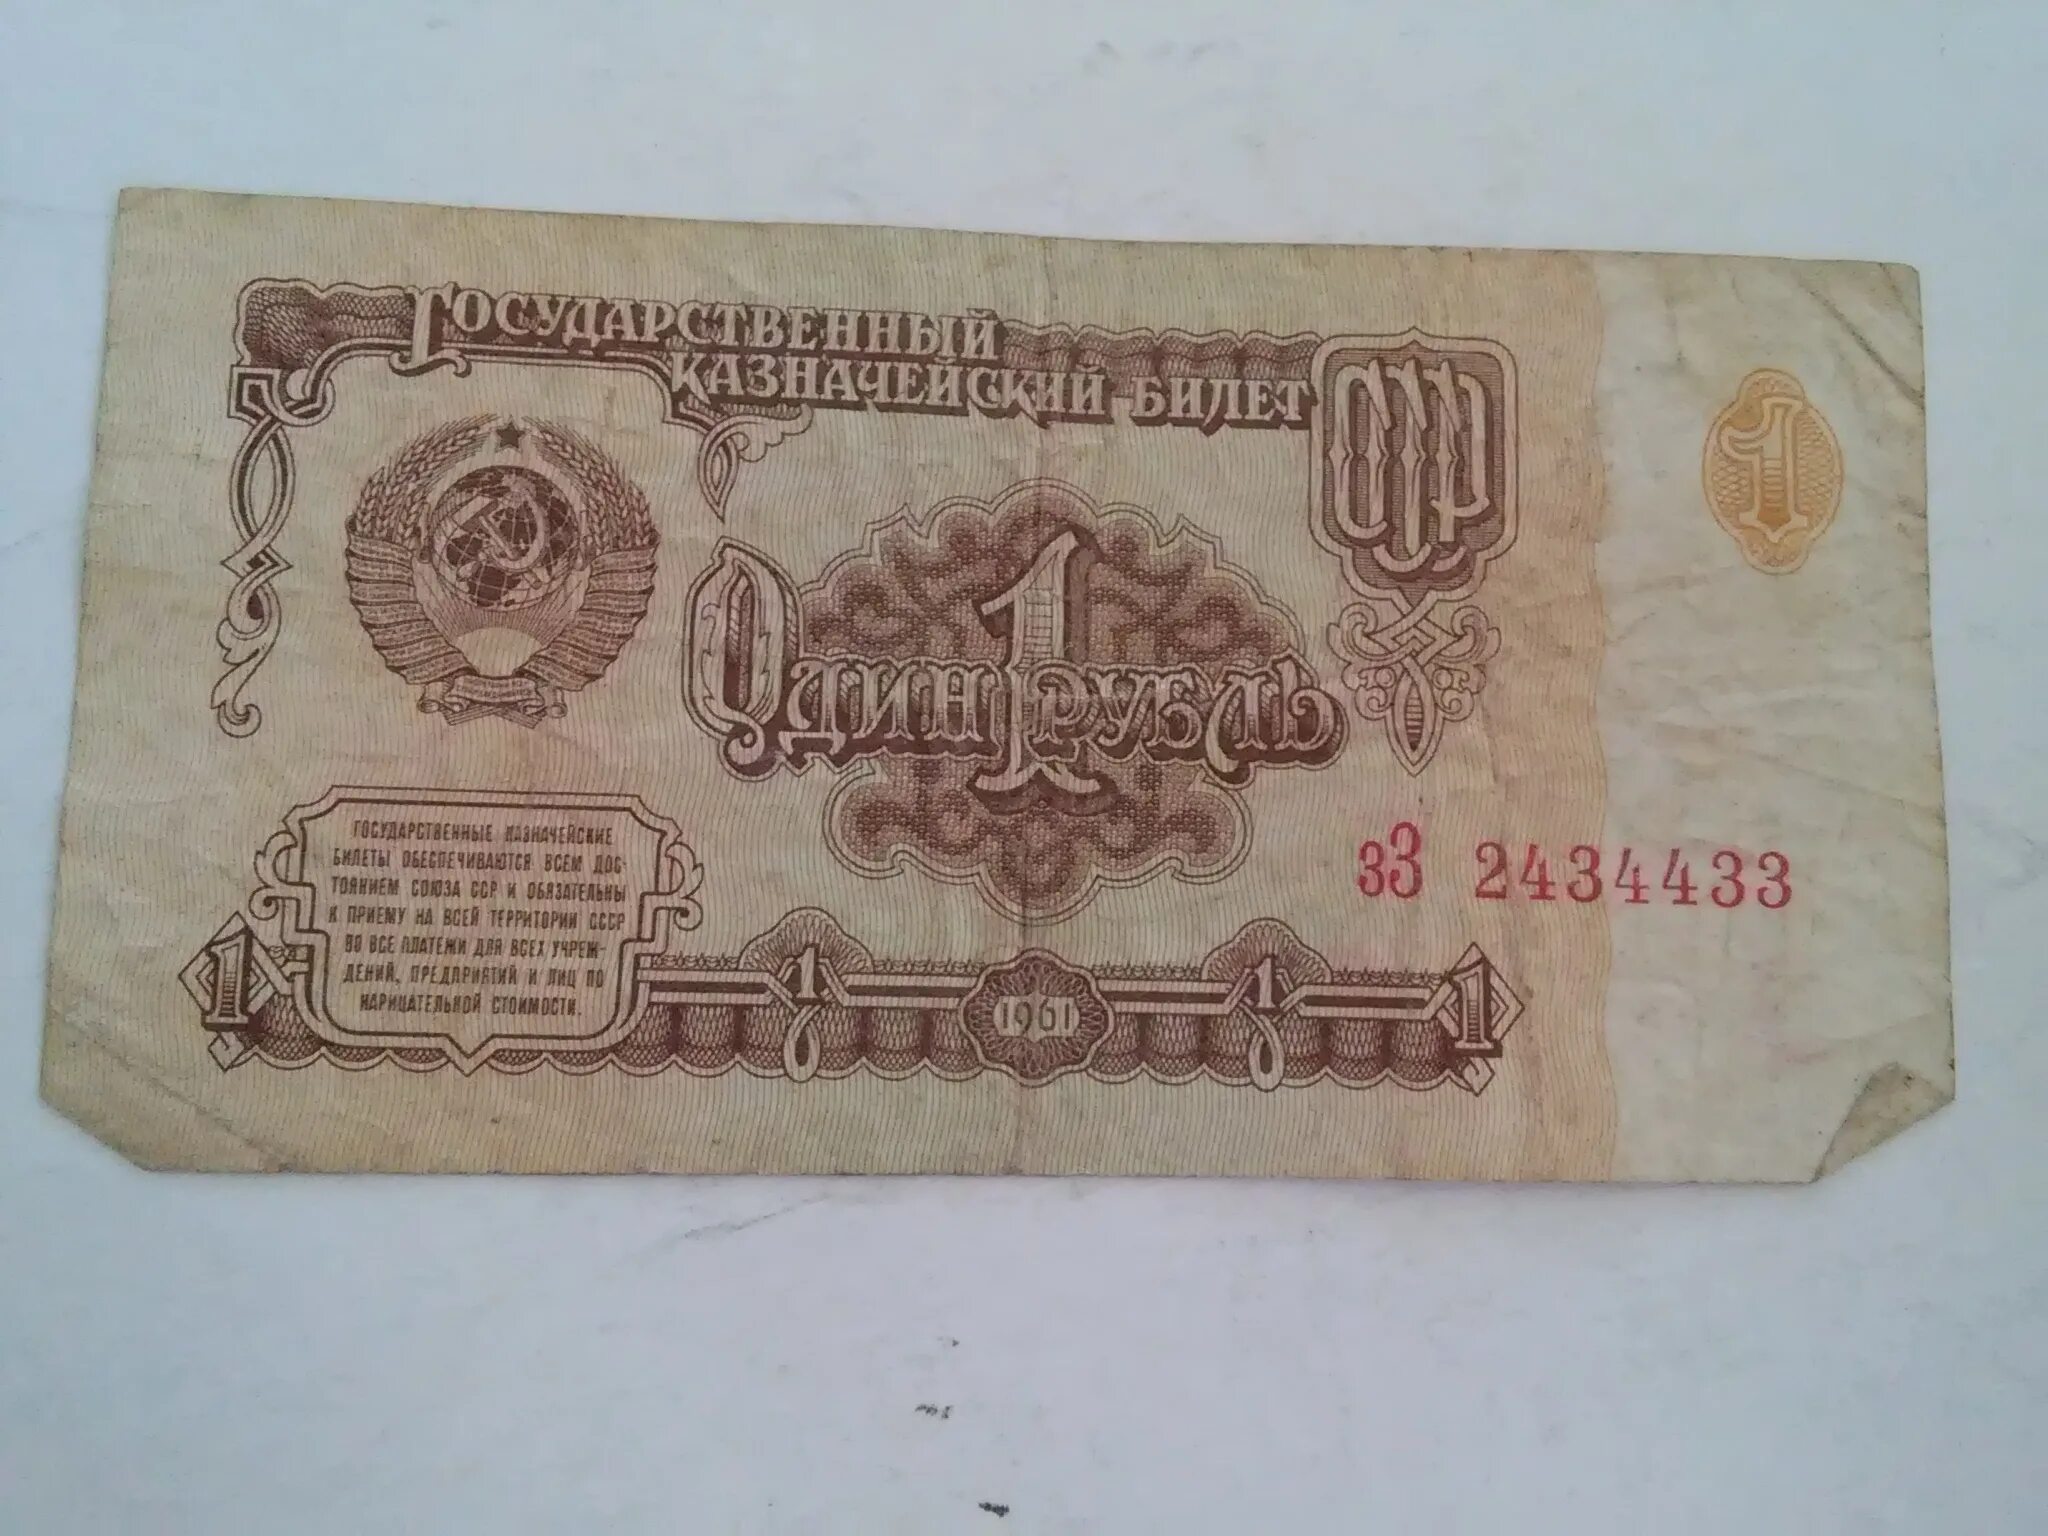 ГОСУДАРСТВЕННЫЙ
КАЗНАЧЕЙСКИЙ БИЛЕТ
СССР
1
1
ОДИН РУБЛЬ
зЗ 2434433
ГОСУДАРСТВЕННЫЕ КАЗНАЧЕЙСКИЕ
БИЛЕТЫ ОБЕСПЕЧИВАЮТСЯ ВСЕМ ДОС-
ТОЯНИЕМ СОЮЗА ССР И ОБЯЗАТЕЛЬНЫ
К ПРИЕМУ НА ВСЕЙ ТЕРРИТОРИИ СССР
ВО ВСЕ ПЛАТЕЖИ ДЛЯ ВСЕХ УЧРЕЖ-
ДЕНИЙ, ПРЕДПРИЯТИЙ И ЛИЦ ПО
НАРИЦАТЕЛЬНОЙ СТОИМОСТИ.
1 1 1961 1 1